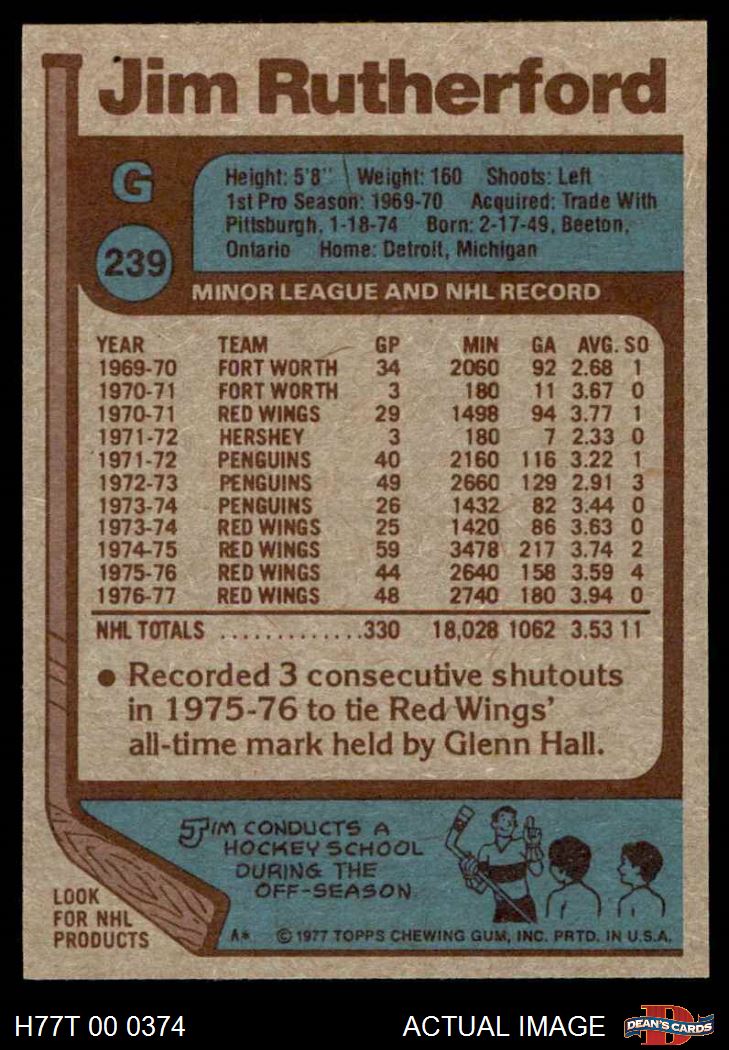 Jim Rutherford
G
239
Height: 5'8" Weight: 160 Shoots: Left
1st Pro Season: 1969-70 Acquired: Trade With
Pittsburgh, 1-18-74 Born: 2-17-49, Beeton,
Ontario Home: Detroit, Michigan
MINOR LEAGUE AND NHL RECORD
YEAR TEAM GP MIN GA AVG. SO
1969-70 FORT WORTH 34 2060 92 2.68 1
1970-71 FORT WORTH 3 180 11 3.67 0
1970-71 RED WINGS 29 1498 94 3.77 1
1971-72 HERSHEY 3 180 7 2.33 0
1971-72 PENGUINS 40 2160 116 3.22 1
1972-73 PENGUINS 49 2660 129 2.91 3
1973-74 PENGUINS 26 1432 82 3.44 0
1973-74 RED WINGS 25 1420 86 3.63 0
1974-75 RED WINGS 59 3478 217 3.74 2
1975-76 RED WINGS 44 2640 158 3.59 4
1976-77 RED WINGS 48 2740 180 3.94 0
NHL TOTALS .............330 18,028 1062 3.53 11
• Recorded 3 consecutive shutouts
in 1975-76 to tie Red Wings'
all-time mark held by Glenn Hall.
JIM CONDUCTS A
HOCKEY SCHOOL
DURING THE
OFF-SEASON
LOOK
FOR NHL
PRODUCTS
A* © 1977 TOPPS CHEWING GUM, INC. PRTD. IN U.S.A.
H77T 00 0374 ACTUAL IMAGE
D
DEAN'S CARDS